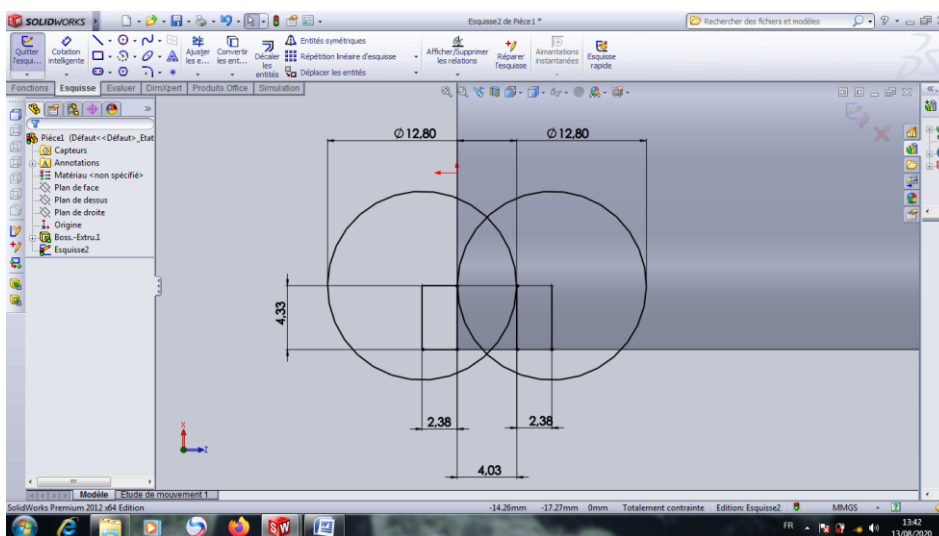 SOLIDWORKS
Esquisse2 de Pièce1 *
Rechercher des fichiers et modèles
Quitter l'esqui...
Cotation intelligente
Ajuster les e...
Convertir les ent...
Décaler les entités
Entités symétriques
Répétition linéaire d'esquisse
Déplacer les entités
Afficher/Supprimer les relations
Réparer l'esquisse
Aimantations instantanées
Esquisse rapide
Fonctions Esquisse Evaluer DimXpert Produits Office Simulation
Pièce1 (Défaut<<Défaut>_Etat
Capteurs
Annotations
Matériau <non spécifié>
Plan de face
Plan de dessus
Plan de droite
Origine
Boss.-Extru.1
Esquisse2
∅12,80
∅12,80
4,33
2,38
2,38
4,03
X
Z
Modèle Etude de mouvement 1
SolidWorks Premium 2012 x64 Edition
-14.26mm -17.27mm 0mm Totalement contrainte Edition: Esquisse2 MMGS
FR
13:42
13/08/2020